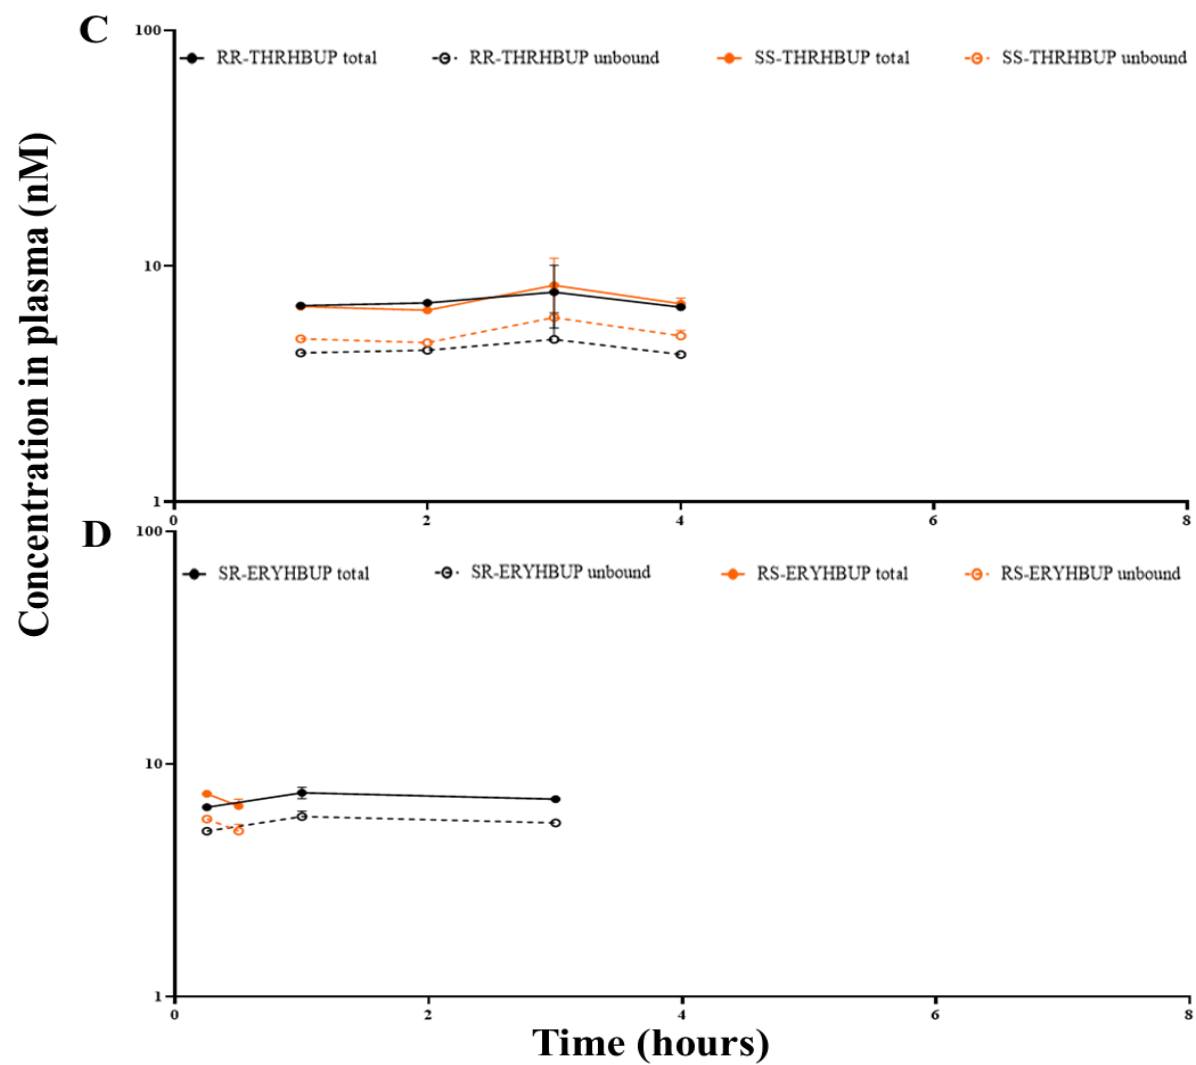 C
100
RR-THRHBUP total RR-THRHBUP unbound SS-THRHBUP total SS-THRHBUP unbound
Concentration in plasma (nM)
10
1
0 2 4 6 8
D
100
SR-ERYHBUP total SR-ERYHBUP unbound RS-ERYHBUP total RS-ERYHBUP unbound
10
1
0 2 4 6 8
Time (hours)